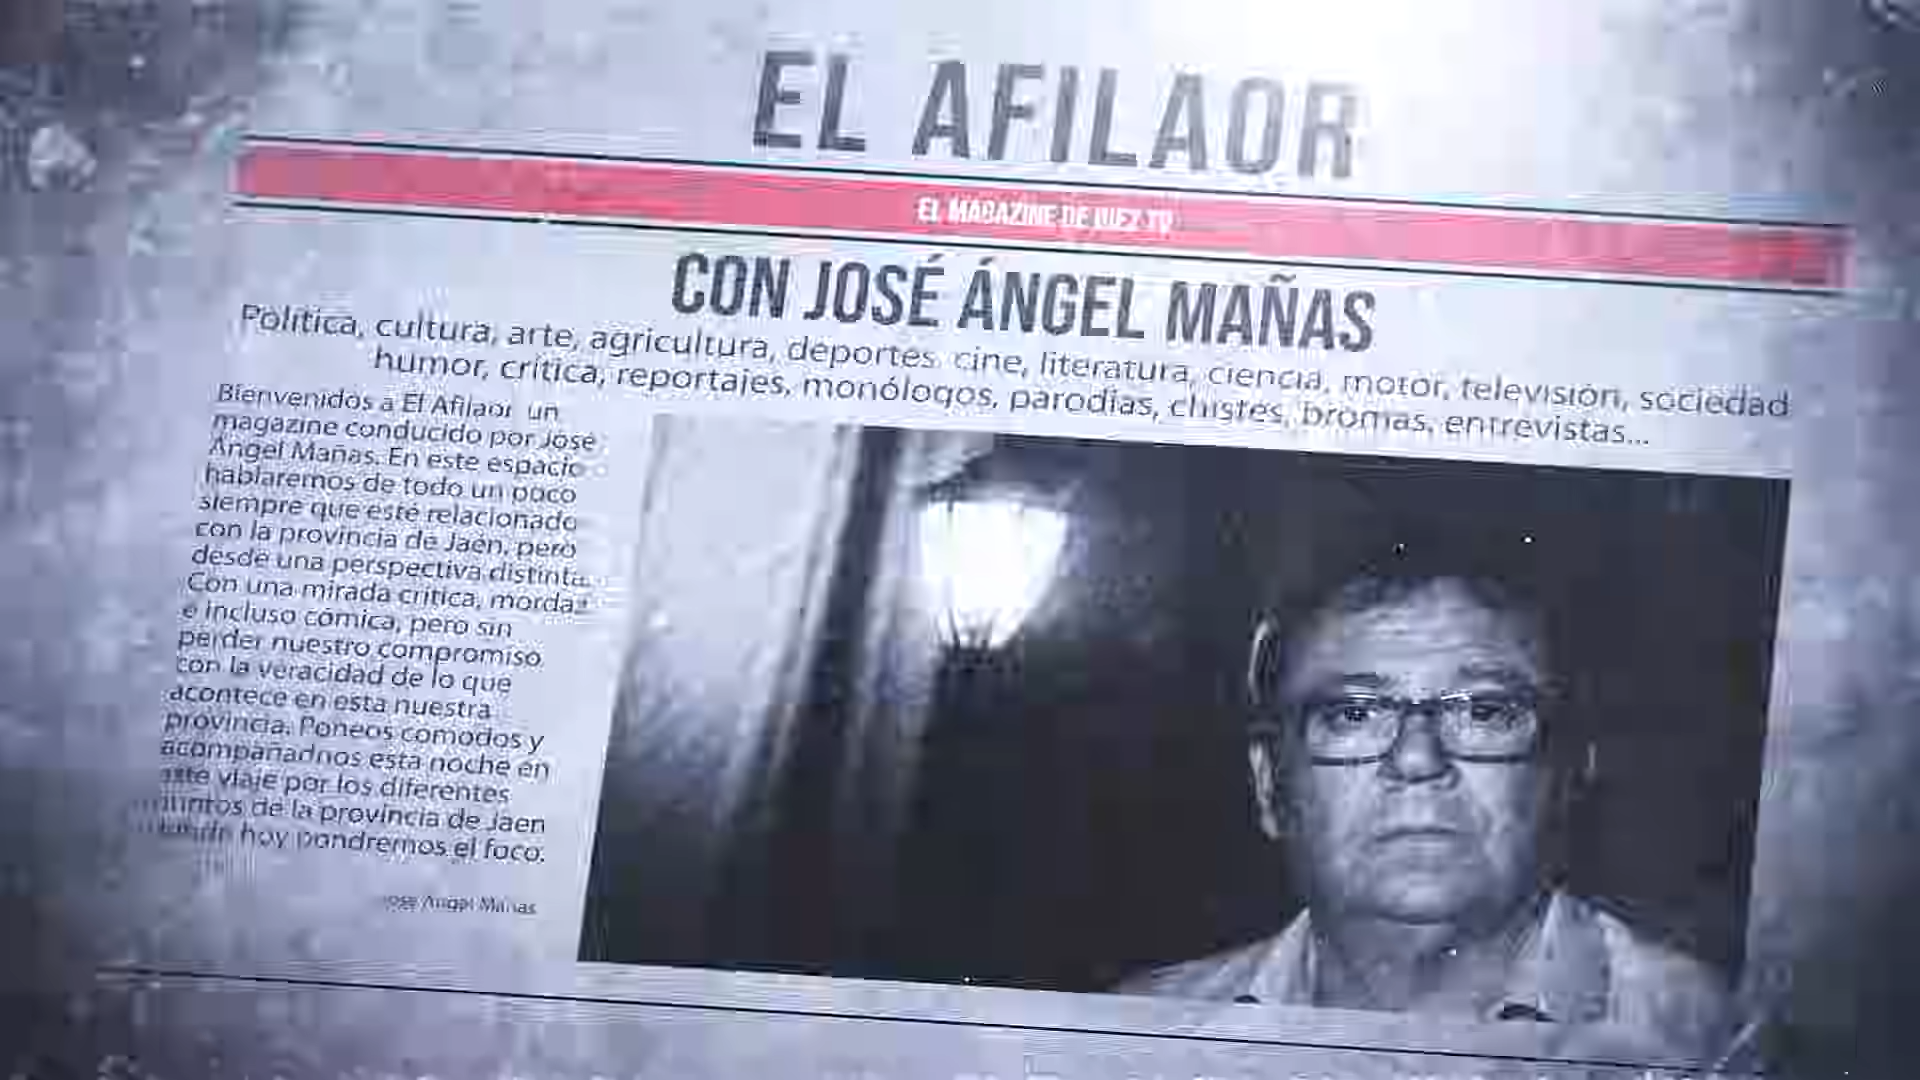 EL AFILAOR
EL MAGAZINE DE
CON JOSÉ ÁNGEL MAÑAS
Política, cultura, arte, agricultura, deportes, cine, literatura, ciencia, motor, televisión, sociedad
humor, crítica, reportajes, monólogos, parodias, chistes, bromas, entrevistas...
Bienvenidos a El Afilaor, un
magazine conducido por José
Ángel Mañas. En este espacio
hablaremos de todo un poco
siempre que esté relacionado
con la provincia de Jaén, pero
desde una perspectiva distinta.
Con una mirada crítica, mordaz
e incluso cómica, pero sin
perder nuestro compromiso
con la veracidad de lo que
acontece en esta nuestra
provincia. Poneos comodos y
acompañadnos esta noche en
este viaje por los diferentes
de la provincia de Jaen
hoy pondremos el foco.
José Ángel Mañas